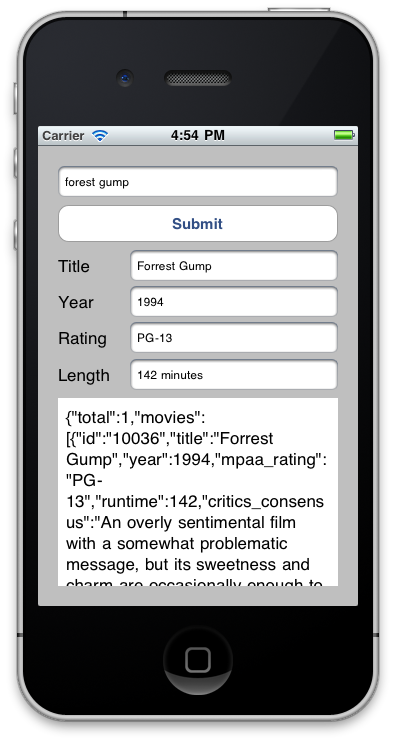 Carrier 4:54 PM
forest gump
Submit
Title Forrest Gump
Year 1994
Rating PG-13
Length 142 minutes
{"total":1,"movies":
[{"id":"10036","title":"Forrest
Gump","year":1994,"mpaa_rating":
"PG-
13","runtime":142,"critics_consens
us":"An overly sentimental film
with a somewhat problematic
message, but its sweetness and
charm are occasionally enough to